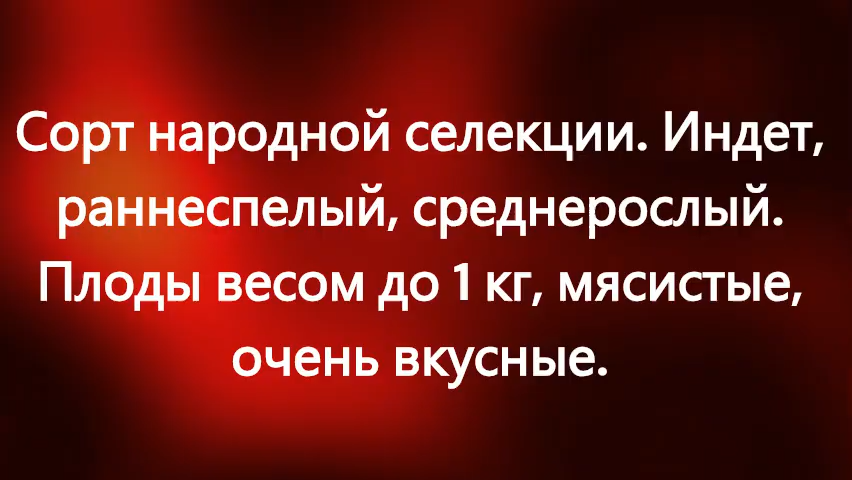 Сорт народной селекции. Индет,
раннеспелый, среднерослый.
Плоды весом до 1 кг, мясистые,
очень вкусные.